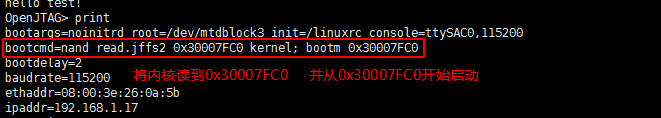 hello test!
OpenJTAG> print
bootargs=noinitrd root=/dev/mtdblock3 init=/linuxrc console=ttySAC0,115200
bootcmd=nand read.jffs2 0x30007FC0 kernel; bootm 0x30007FC0
bootdelay=2
baudrate=115200 将内核读到0x30007FC0 并从0x30007FC0开始启动
ethaddr=08:00:3e:26:0a:5b
ipaddr=192.168.1.17